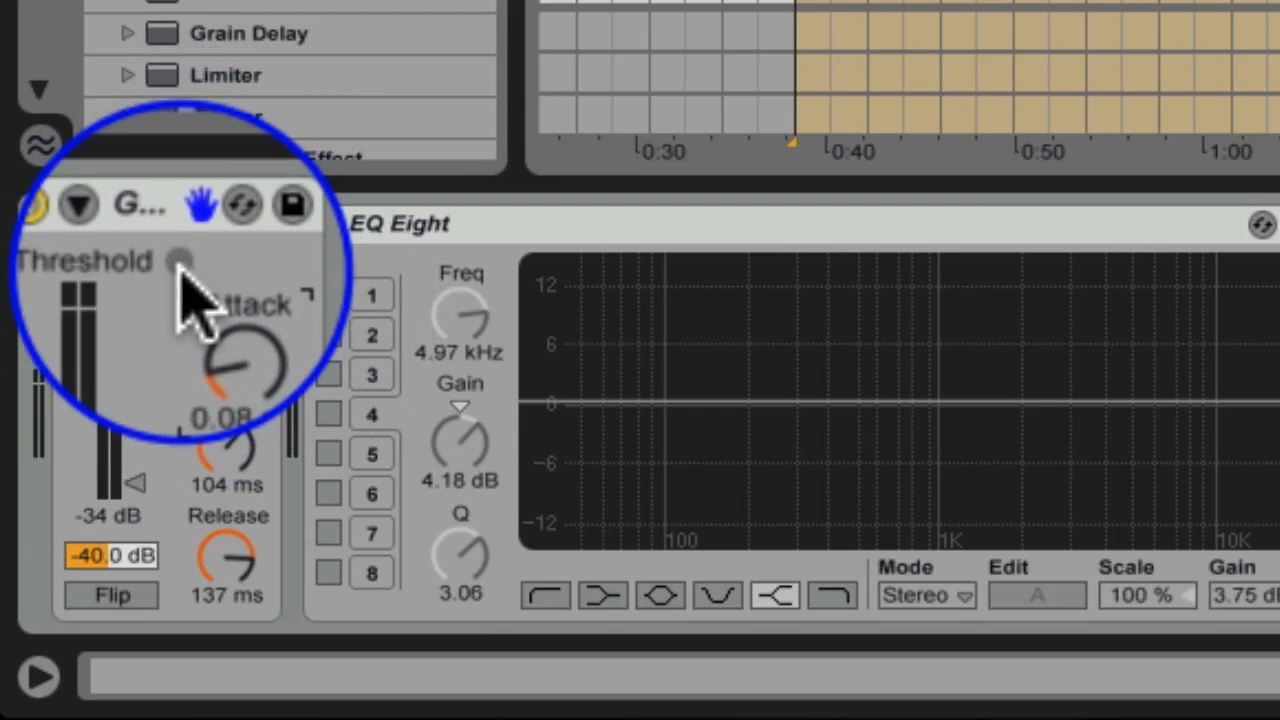 Grain Delay
Limiter
Effect
0:30
0:40
0:50
1:00
G...
EQ Eight
Threshold
Attack
0.08
104 ms
-34 dB
-40.0 dB
Flip
Release
137 ms
1
2
3
4
5
6
7
8
Freq
4.97 kHz
Gain
4.18 dB
Q
3.06
12
6
0
-6
-12
100
1K
10K
Mode
Stereo
Edit
A
Scale
100 %
Gain
3.75 dB